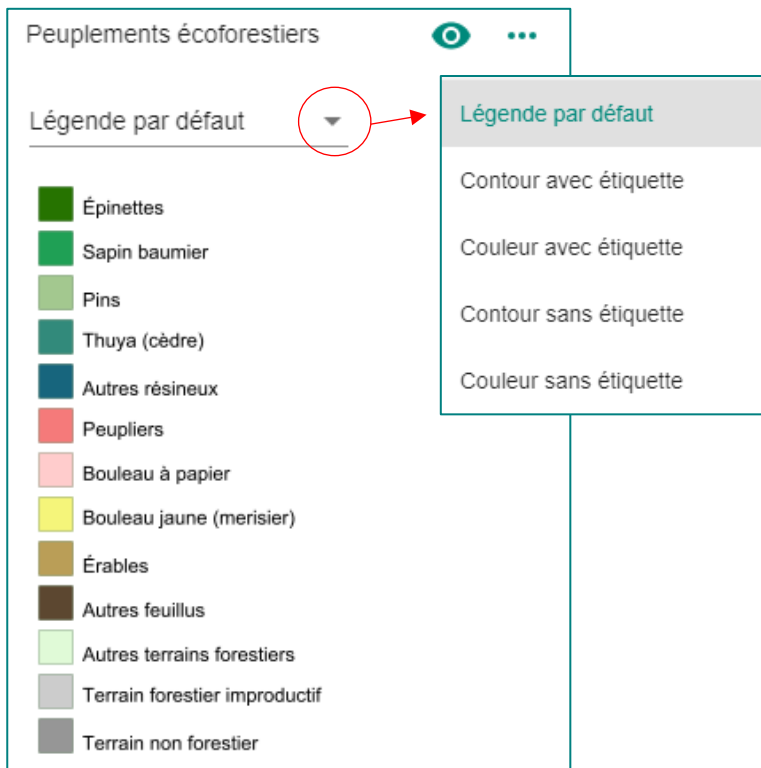 Peuplements écoforestiers
Légende par défaut
Épinettes
Sapin baumier
Pins
Thuya (cèdre)
Autres résineux
Peupliers
Bouleau à papier
Bouleau jaune (merisier)
Érables
Autres feuillus
Autres terrains forestiers
Terrain forestier improductif
Terrain non forestier
Légende par défaut
Contour avec étiquette
Couleur avec étiquette
Contour sans étiquette
Couleur sans étiquette